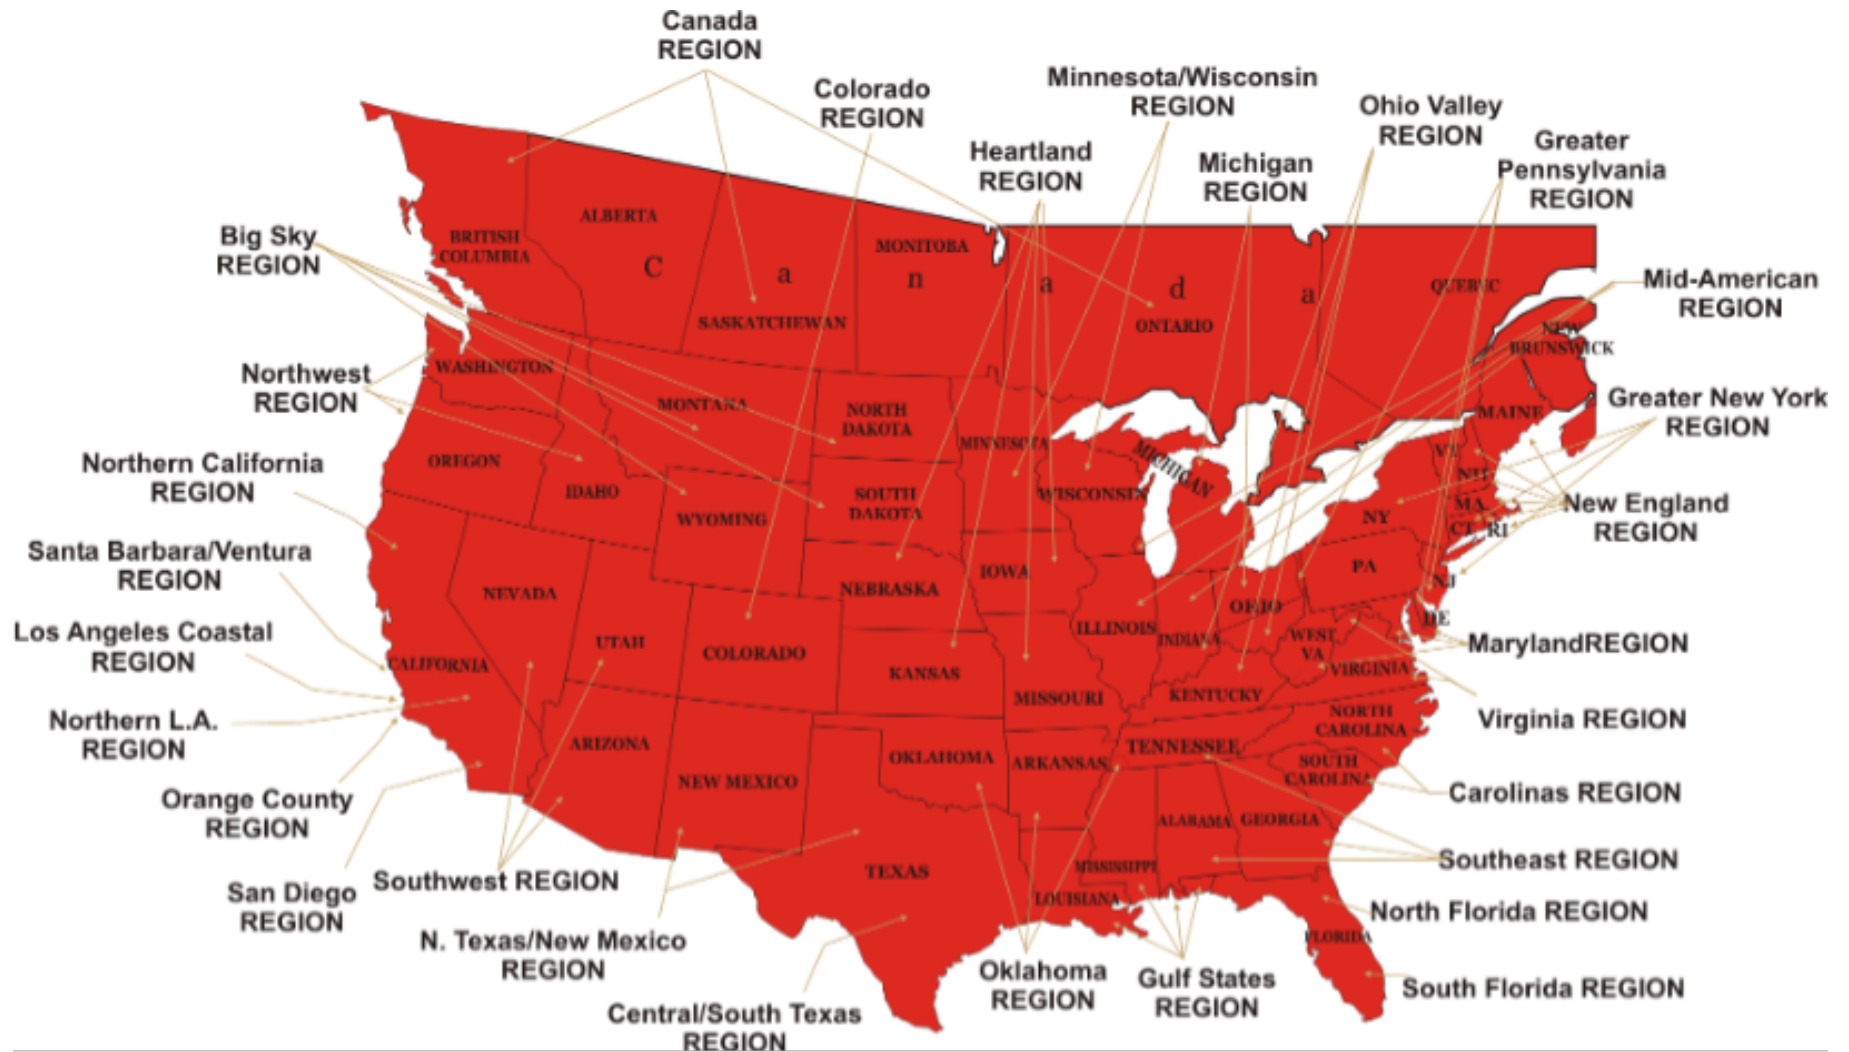 Canada
REGION
Colorado
REGION
Minnesota/Wisconsin
REGION
Ohio Valley
REGION
Greater
Pennsylvania
REGION
Heartland
REGION
Michigan
REGION
Big Sky
REGION
Mid-American
REGION
Northwest
REGION
Greater New York
REGION
Northern California
REGION
New England
REGION
Santa Barbara/Ventura
REGION
Los Angeles Coastal
REGION
MarylandREGION
Northern L.A.
REGION
Virginia REGION
Orange County
REGION
Carolinas REGION
San Diego
REGION
Southwest REGION
Southeast REGION
N. Texas/New Mexico
REGION
North Florida REGION
Central/South Texas
REGION
Oklahoma
REGION
Gulf States
REGION
South Florida REGION
C a n a d a
BRITISH
COLUMBIA
ALBERTA
SASKATCHEWAN
MONITOBA
ONTARIO
QUEBEC
NEW
BRUNSWICK
WASHINGTON
MONTANA
NORTH
DAKOTA
MINNESOTA
MICHIGAN
MAINE
OREGON
IDAHO
WYOMING
SOUTH
DAKOTA
WISCONSIN
VT
NH
MA
CT
RI
NY
PA
NJ
DE
NEVADA
UTAH
COLORADO
NEBRASKA
IOWA
ILLINOIS
INDIANA
OHIO
WEST
VA
VIRGINIA
CALIFORNIA
KANSAS
MISSOURI
KENTUCKY
NORTH
CAROLINA
ARIZONA
NEW MEXICO
OKLAHOMA
ARKANSAS
TENNESSEE
SOUTH
CAROLINA
TEXAS
LOUISIANA
MISSISSIPPI
ALABAMA
GEORGIA
FLORIDA